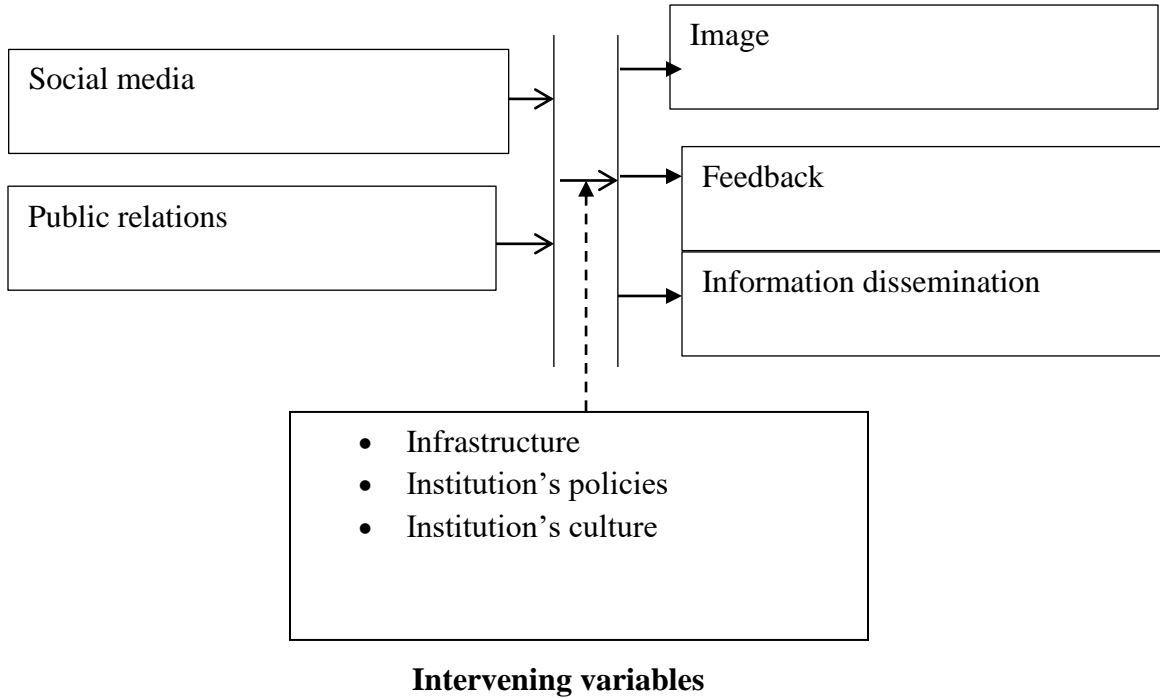 Social media
Public relations
Image
Feedback
Information dissemination
• Infrastructure
• Institution’s policies
• Institution’s culture
Intervening variables